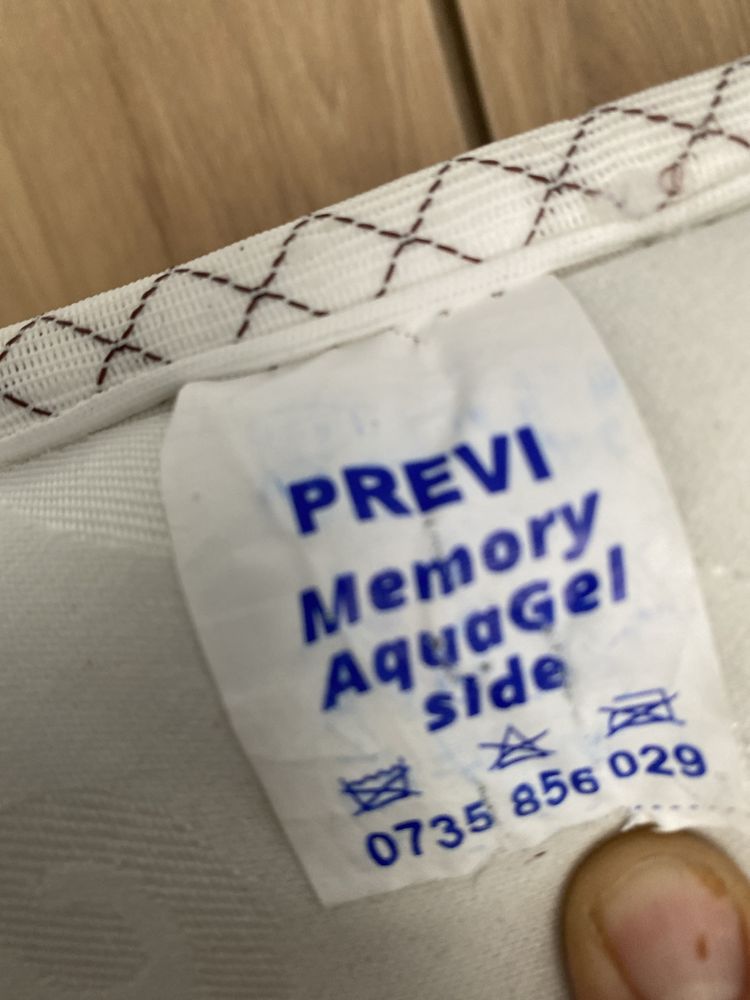 PREVI
Memory
AquaGel
side
0735 856 029